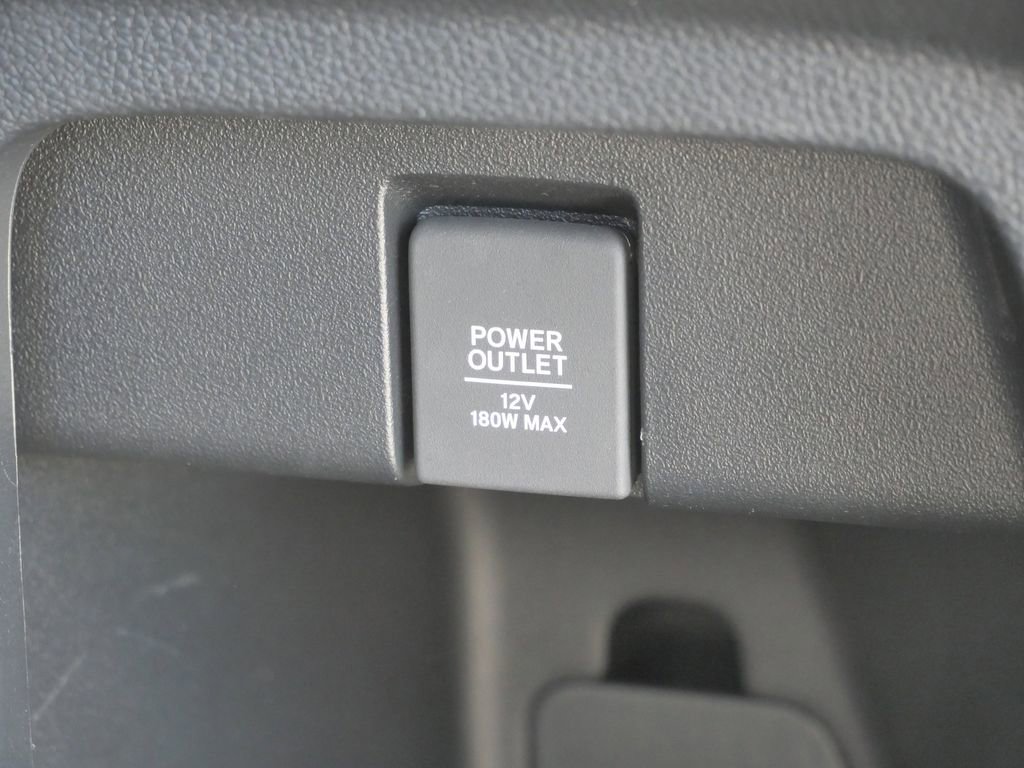 POWER
OUTLET
12V
180W MAX